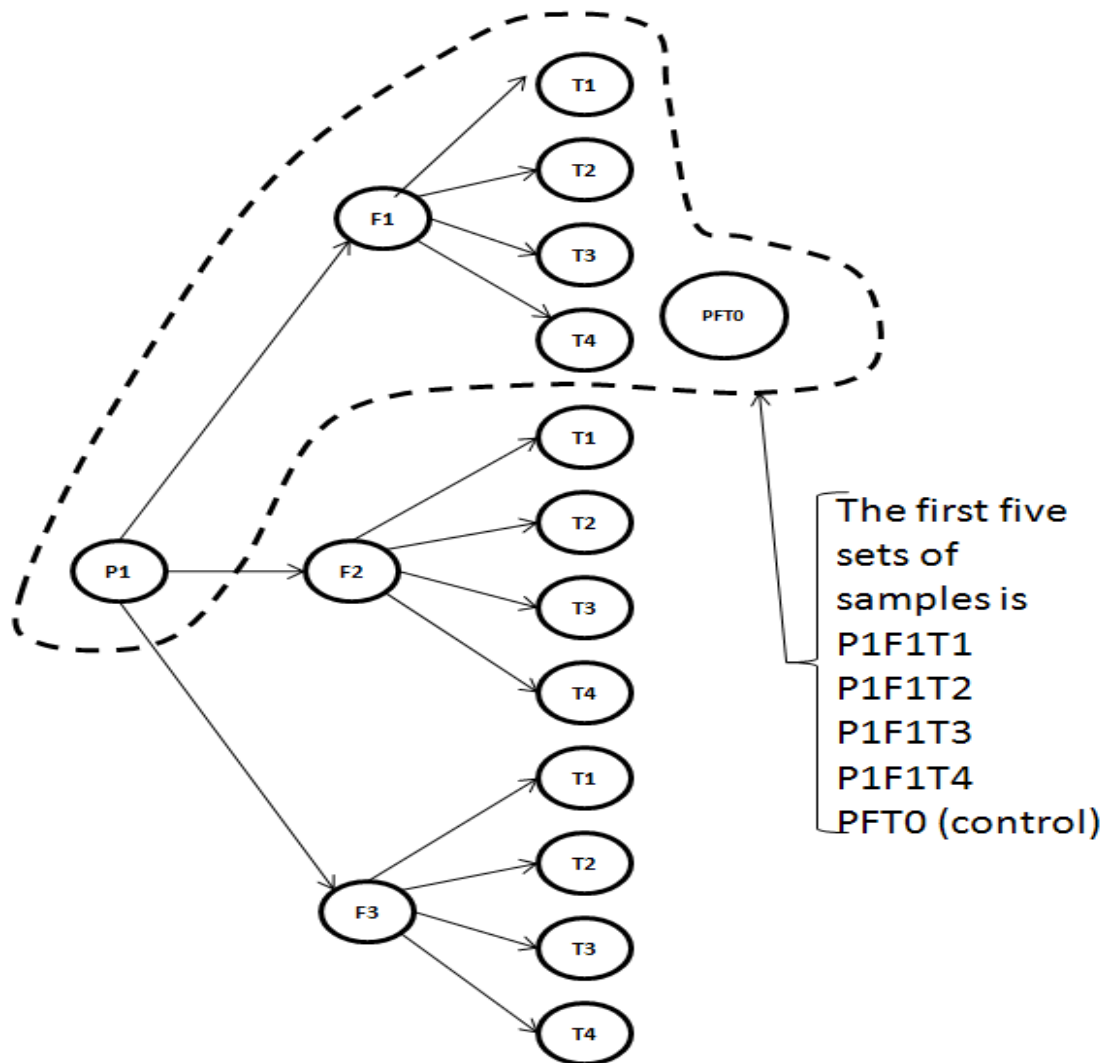 T1
T2
F1
T3
PFT0
T4
T1
T2
P1
F2
T3
T4
T1
T2
F3
T3
T4
The first five
sets of
samples is
P1F1T1
P1F1T2
P1F1T3
P1F1T4
PFT0 (control)